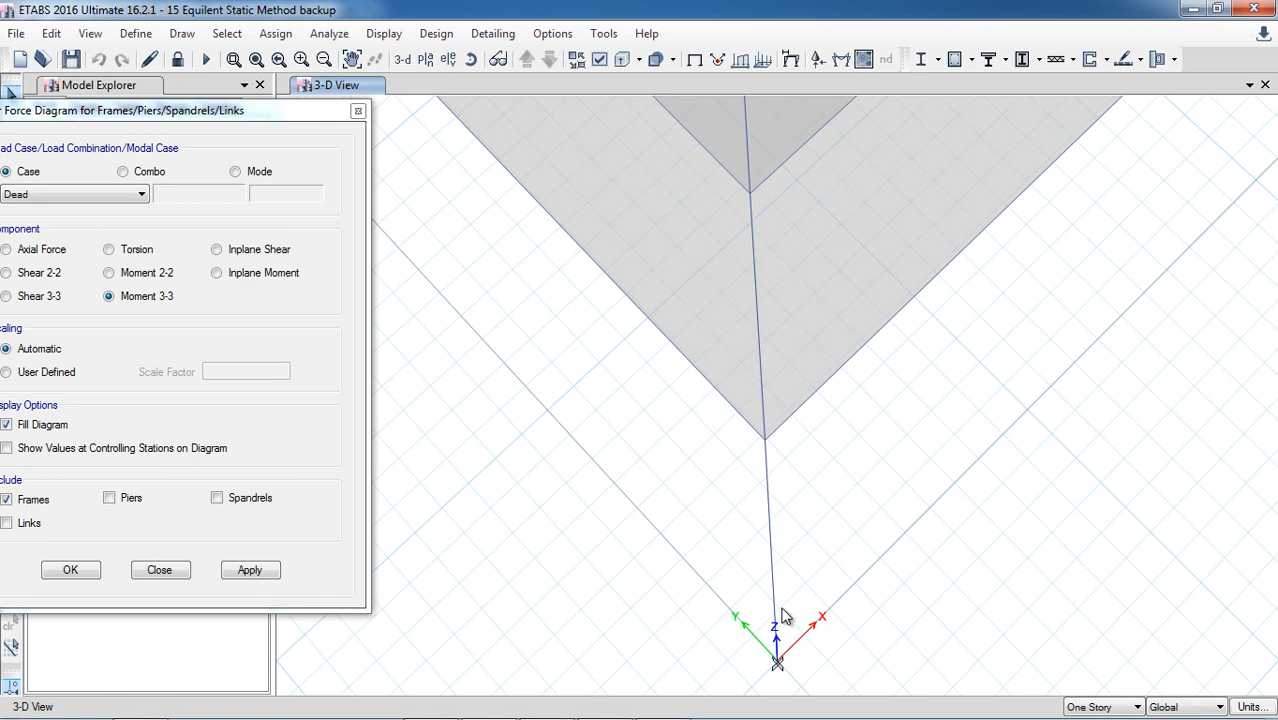 ETABS 2016 Ultimate 16.2.1 - 15 Equilent Static Method backup
File Edit View Define Draw Select Assign Analyze Display Design Detailing Options Tools Help
3-d nd
Model Explorer 3-D View
Force Diagram for Frames/Piers/Spandrels/Links
ad Case/Load Combination/Modal Case
Case Combo Mode
Dead
omponent
Axial Force Torsion Inplane Shear
Shear 2-2 Moment 2-2 Inplane Moment
Shear 3-3 Moment 3-3
caling
Automatic
User Defined Scale Factor
splay Options
Fill Diagram
Show Values at Controlling Stations on Diagram
clude
Frames Piers Spandrels
Links
OK Close Apply
Y X
Z
clr
3-D View One Story Global Units...